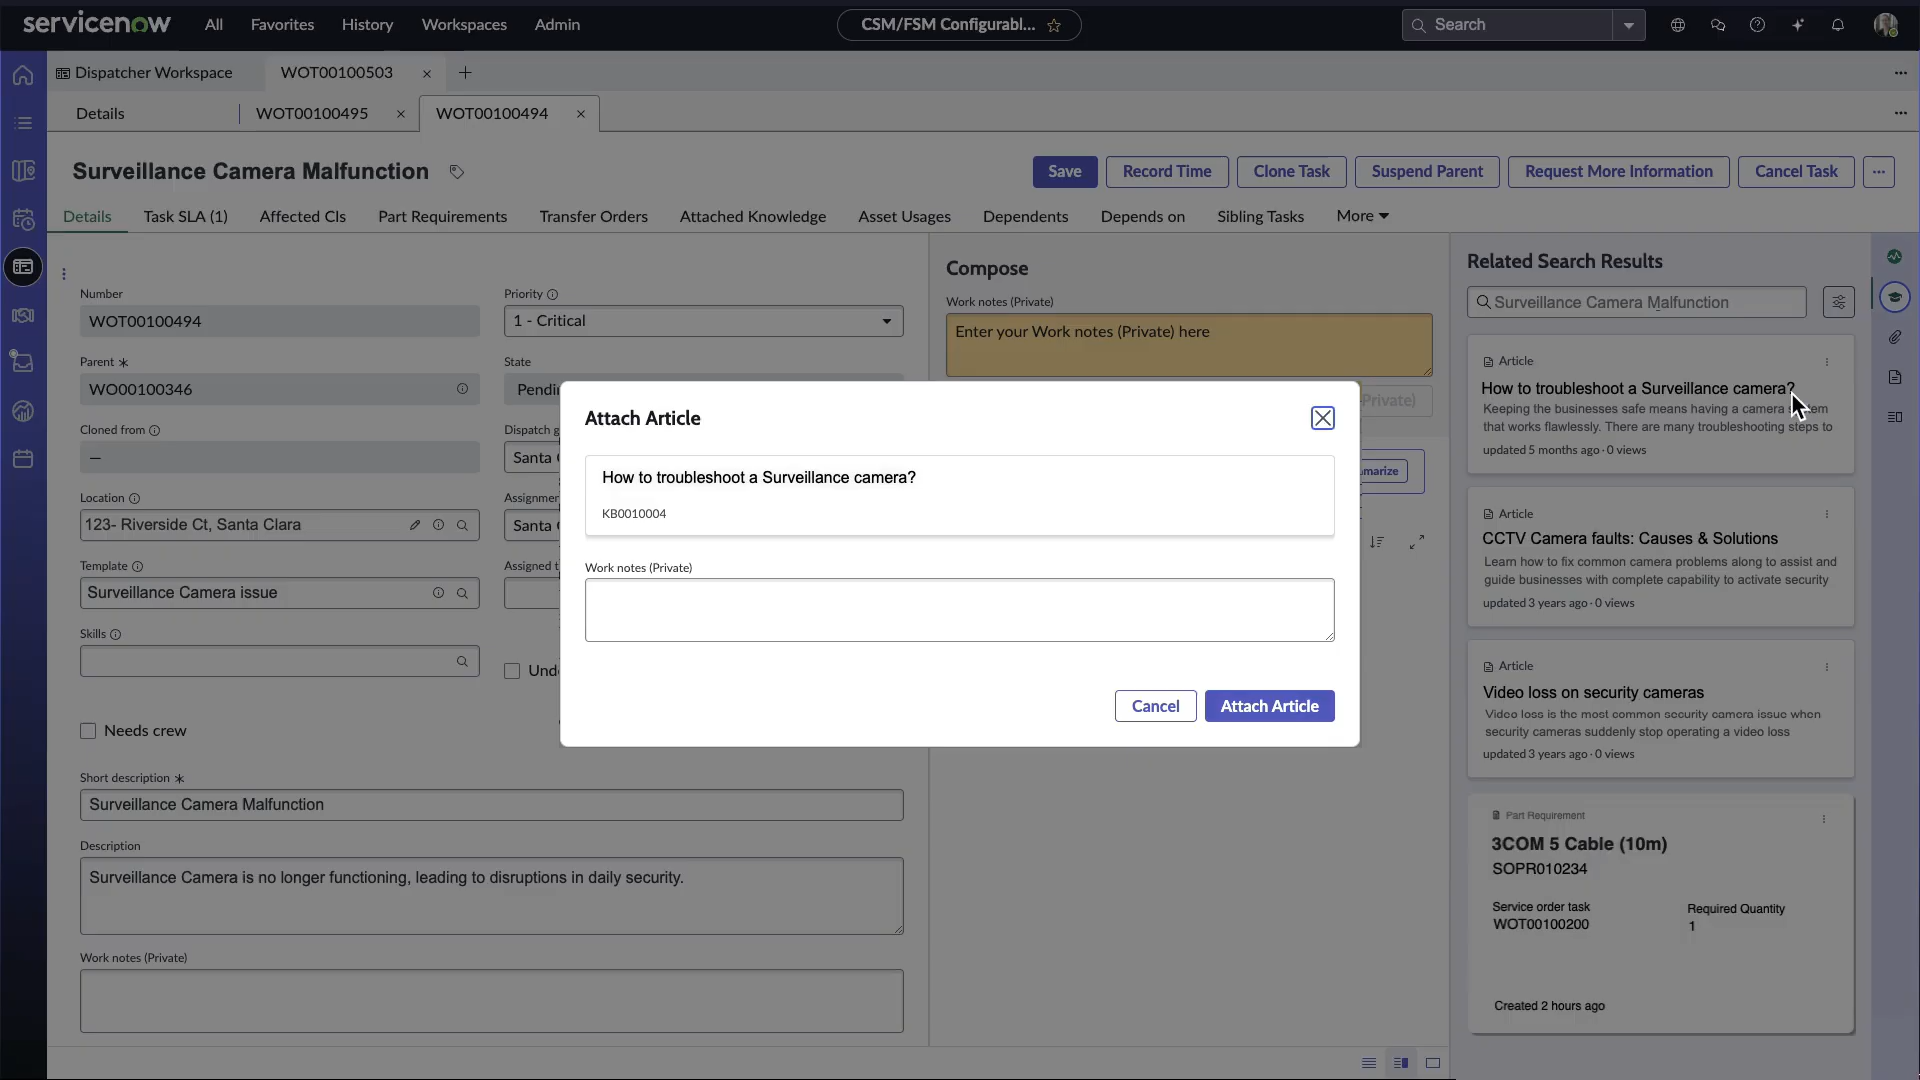 servicenow
All Favorites History Workspaces Admin
CSM/FSM Configurabl...
Search
Dispatcher Workspace
WOT00100503
Details
WOT00100495
WOT00100494
Surveillance Camera Malfunction
Save
Record Time
Clone Task
Suspend Parent
Request More Information
Cancel Task
Details
Task SLA (1)
Affected CIs
Part Requirements
Transfer Orders
Attached Knowledge
Asset Usages
Dependents
Depends on
Sibling Tasks
More
Number
WOT00100494
Priority
1 - Critical
Parent
WO00100346
State
Cloned from
—
Dispatch g
Santa
Location
123- Riverside Ct, Santa Clara
Santa
Template
Surveillance Camera issue
Skills
Needs crew
Short description
Surveillance Camera Malfunction
Description
Surveillance Camera is no longer functioning, leading to disruptions in daily security.
Work notes (Private)
Compose
Work notes (Private)
Enter your Work notes (Private) here
Private)
Attach Article
How to troubleshoot a Surveillance camera?
KB0010004
Work notes (Private)
Cancel
Attach Article
Related Search Results
Surveillance Camera Malfunction
Article
How to troubleshoot a Surveillance camera?
Keeping the businesses safe means having a camera
that works flawlessly. There are many troubleshooting steps to
updated 5 months ago · 0 views
Article
CCTV Camera faults: Causes & Solutions
Learn how to fix common camera problems along to assist and
guide businesses with complete capability to activate security
updated 3 years ago · 0 views
Article
Video loss on security cameras
Video loss is the most common security camera issue when
security cameras suddenly stop operating a video loss
updated 3 years ago · 0 views
Part Requirement
3COM 5 Cable (10m)
SOPR010234
Service order task
WOT00100200
Required Quantity
1
Created 2 hours ago